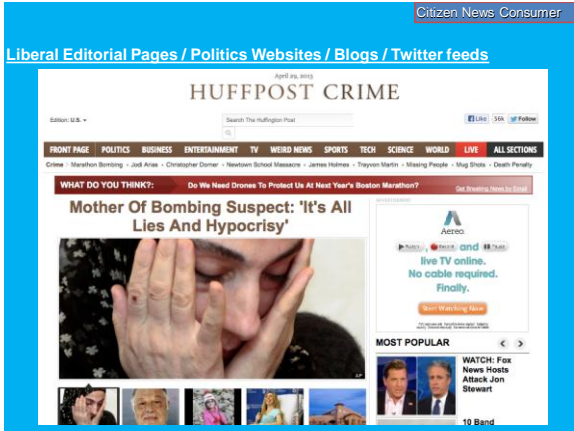 Citizen News Consumer
Liberal Editorial Pages / Politics Websites / Blogs / Twitter feeds
April 29, 2013
HUFFPOST CRIME
Edition: U.S.
Search The Huffington Post
Like 56k Follow
FRONT PAGE POLITICS BUSINESS ENTERTAINMENT TV WEIRD NEWS SPORTS TECH SCIENCE WORLD LIVE ALL SECTIONS
Crime • Marathon Bombing • Jodi Arias • Christopher Dorner • Newtown School Massacre • James Holmes • Trayvon Martin • Missing People • Mug Shots • Death Penalty
WHAT DO YOU THINK?: Do We Need Drones To Protect Us At Next Year's Boston Marathon?
Get Breaking News by Email
Mother Of Bombing Suspect: 'It's All
Lies And Hypocrisy'
ADVERTISEMENT
Aereo
Record and Pause
live TV online.
No cable required.
Finally.
Start Watching Now
AP
MOST POPULAR
WATCH: Fox
News Hosts
Attack Jon
Stewart
10 Band